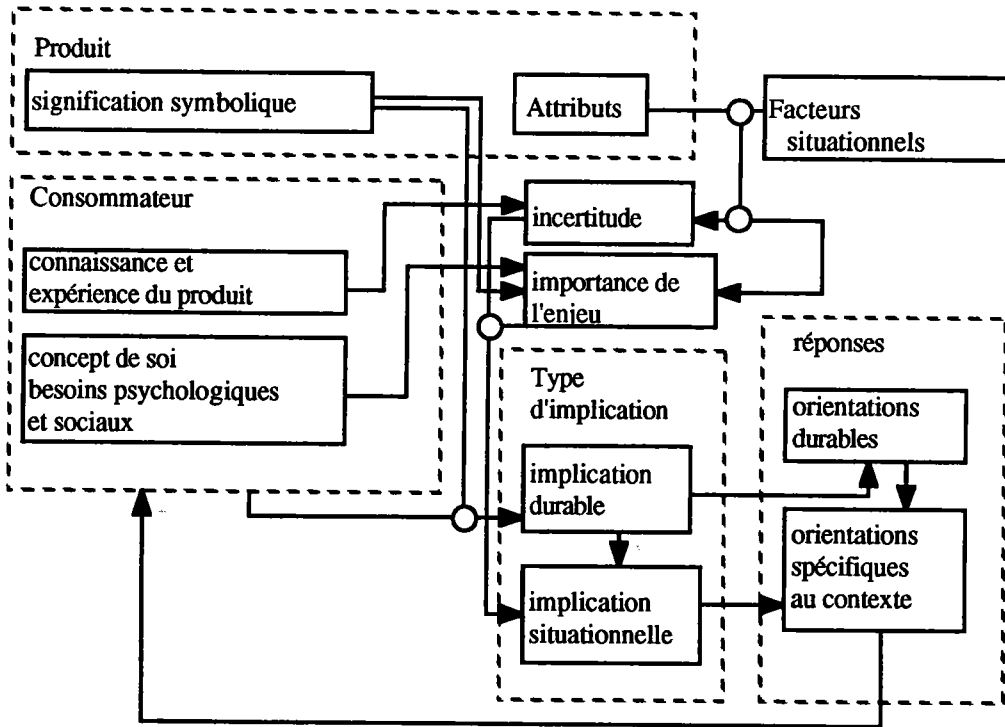 Produit
signification symbolique
Attributs
Facteurs
situationnels
Consommateur
connaissance et
expérience du produit
concept de soi
besoins psychologiques
et sociaux
incertitude
importance de
l'enjeu
Type
d'implication
implication
durable
implication
situationnelle
réponses
orientations
durables
orientations
spécifiques
au contexte